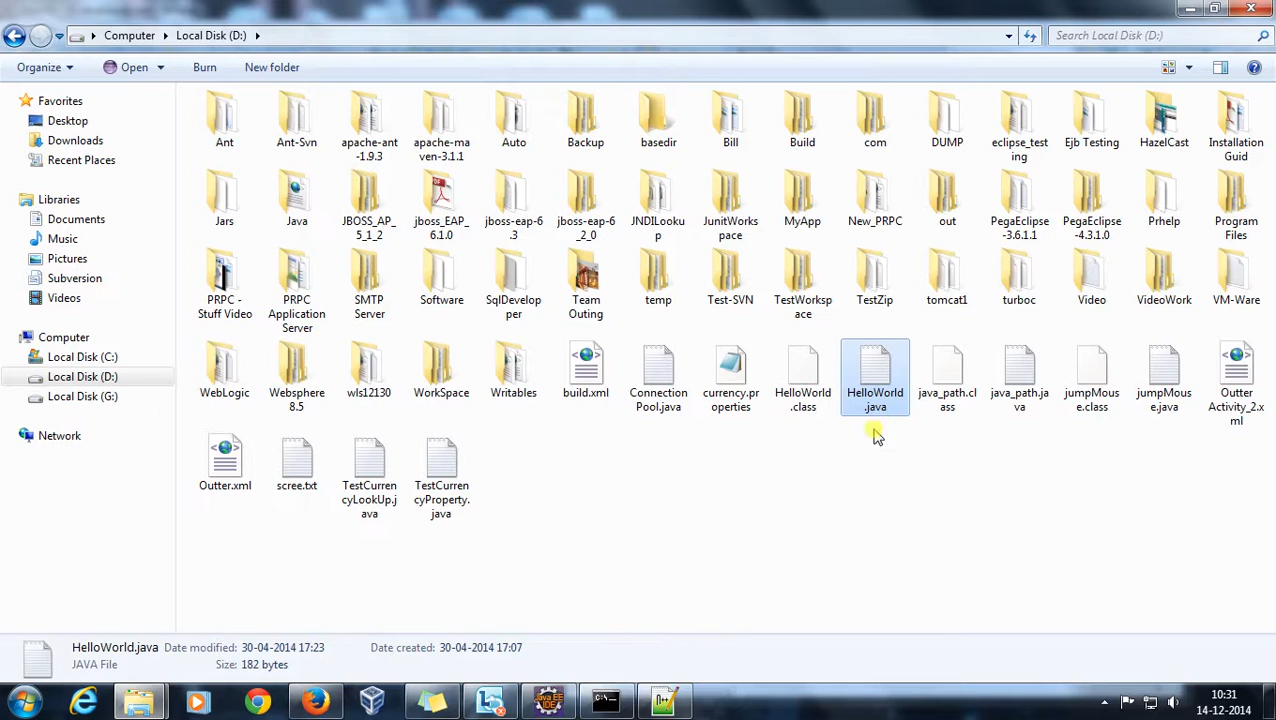 Computer Local Disk (D:)
Search Local Disk (D:)
Organize Open Burn New folder
Favorites
Desktop
Downloads
Recent Places
Libraries
Documents
Music
Pictures
Subversion
Videos
Computer
Local Disk (C:)
Local Disk (D:)
Local Disk (G:)
Network
Ant
Ant-Svn
apache-ant
-1.9.3
apache-ma
ven-3.1.1
Auto
Backup
basedir
Bill
Build
com
DUMP
eclipse_test
ing
Ejb Testing
HazelCast
Installation
Guid
Jars
Java
JBOSS_AP_
5_1_2
jboss_EAP_
6.1.0
jboss-eap-6
.3
jboss-eap-6
_2_0
JNDILooku
p
JunitWorks
pace
MyApp
New_PRPC
out
PegaEclipse
-3.6.1.1
PegaEclipse
-4.3.1.0
Prhelp
Program
Files
PRPC -
Stuff Video
PRPC
Application
Server
SMTP
Server
Software
SqlDevelop
per
Team
Outing
temp
Test-SVN
TestWorksp
ace
TestZip
tomcat1
turboc
Video
VideoWork
VM-Ware
WebLogic
Websphere
8.5
wls12130
WorkSpace
Writables
build.xml
Connection
Pool.java
currency.pr
operties
HelloWorld
.class
HelloWorld
.java
java_path.cl
ass
java_path.ja
va
jumpMous
e.class
jumpMous
e.java
Outter
Activity_2.x
ml
Outter.xml
scree.txt
TestCurren
cyLookUp.j
ava
TestCurren
cyProperty.
java
HelloWorld.java Date modified: 30-04-2014 17:23 Date created: 30-04-2014 17:07
JAVA File Size: 182 bytes
Java EE
IDE
C:\_
10:31
14-12-2014